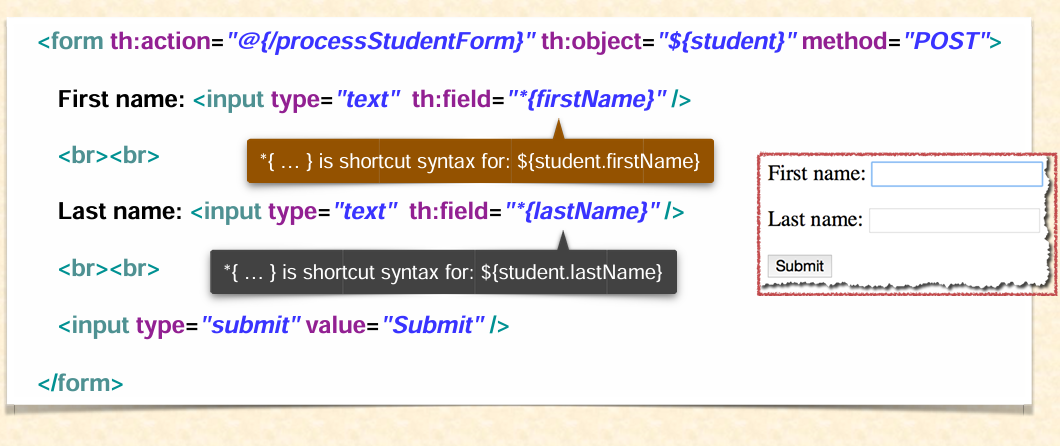 <form th:action="@{/processStudentForm}" th:object="${student}" method="POST">
First name: <input type="text" th:field="*{firstName}" />
*{ … } is shortcut syntax for: ${student.firstName}
<br><br>
Last name: <input type="text" th:field="*{lastName}" />
*{ … } is shortcut syntax for: ${student.lastName}
<br><br>
<input type="submit" value="Submit" />
</form>
First name:
Last name:
Submit